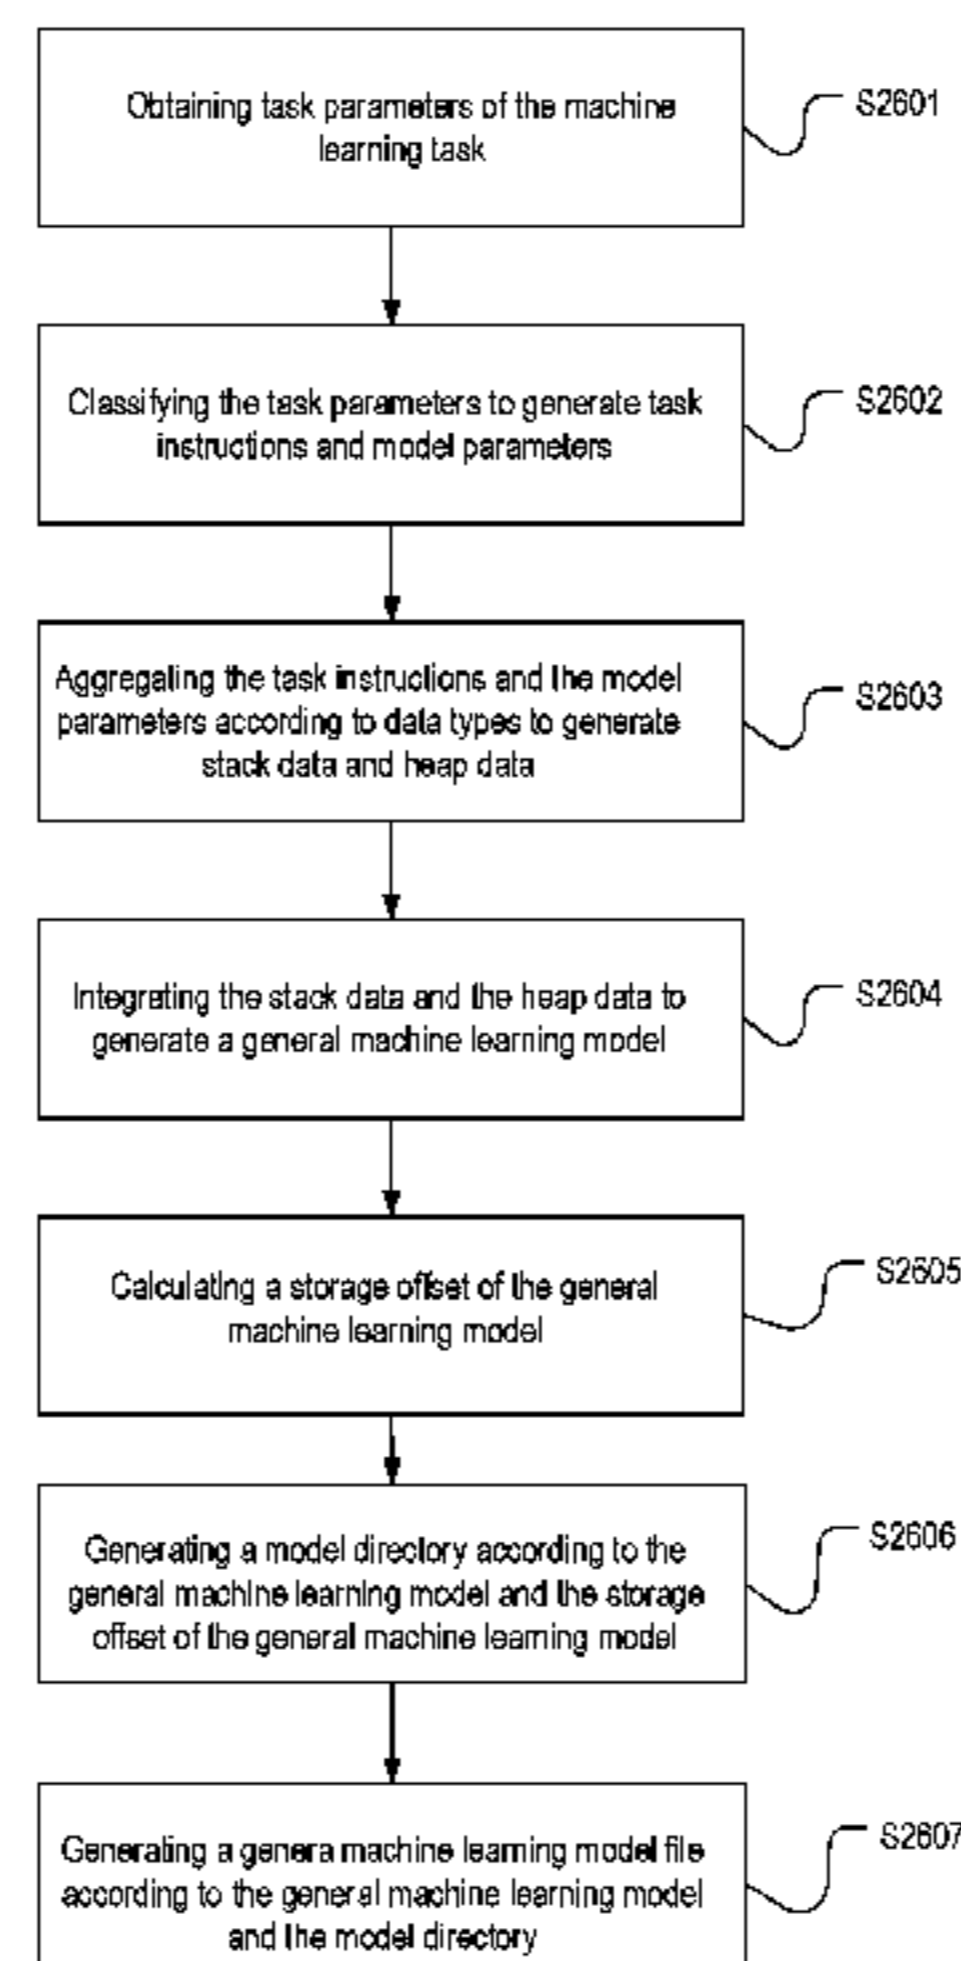 Obtaining task parameters of the machine
learning task
S2601
Classifying the task parameters to generate task
instructions and model parameters
S2602
Aggregating the task instructions and the model
parameters according to data types to generate
stack data and heap data
S2603
Integrating the stack data and the heap data to
generate a general machine learning model
S2604
Calculating a storage offset of the general
machine learning model
S2605
Generating a model directory according to the
general machine learning model and the storage
offset of the general machine learning model
S2606
Generating a genera machine learning model file
according to the general machine learning model
and the model directory
S2607